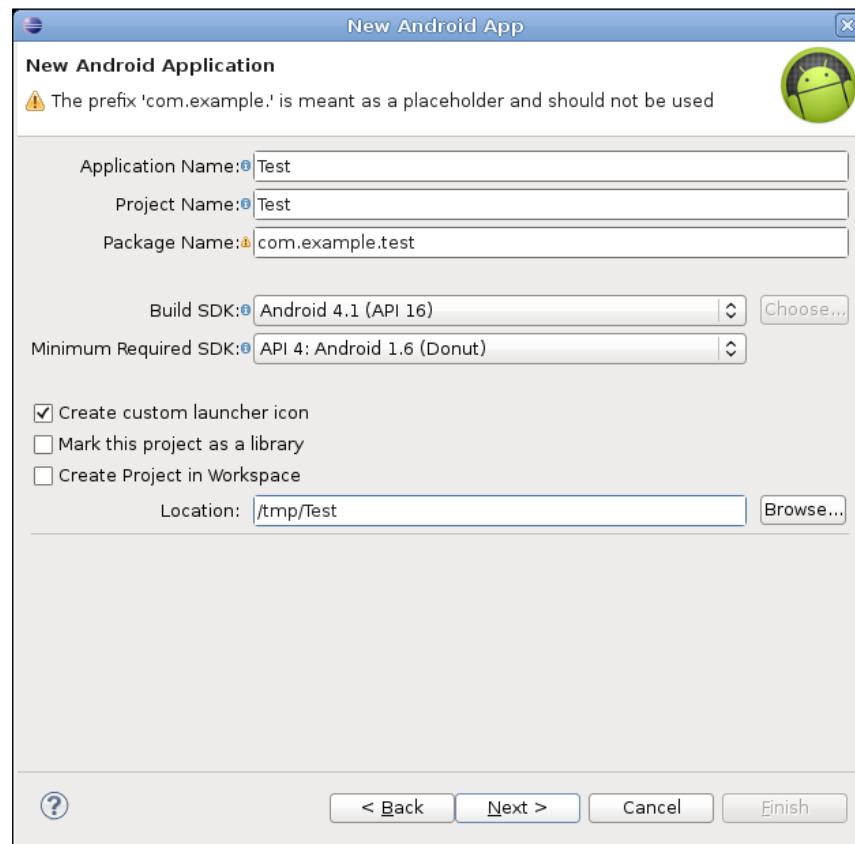 New Android App
New Android Application
The prefix 'com.example.' is meant as a placeholder and should not be used
Application Name: Test
Project Name: Test
Package Name: com.example.test
Build SDK: Android 4.1 (API 16) Choose...
Minimum Required SDK: API 4: Android 1.6 (Donut)
Create custom launcher icon
Mark this project as a library
Create Project in Workspace
Location: /tmp/Test Browse...
< Back Next > Cancel Finish